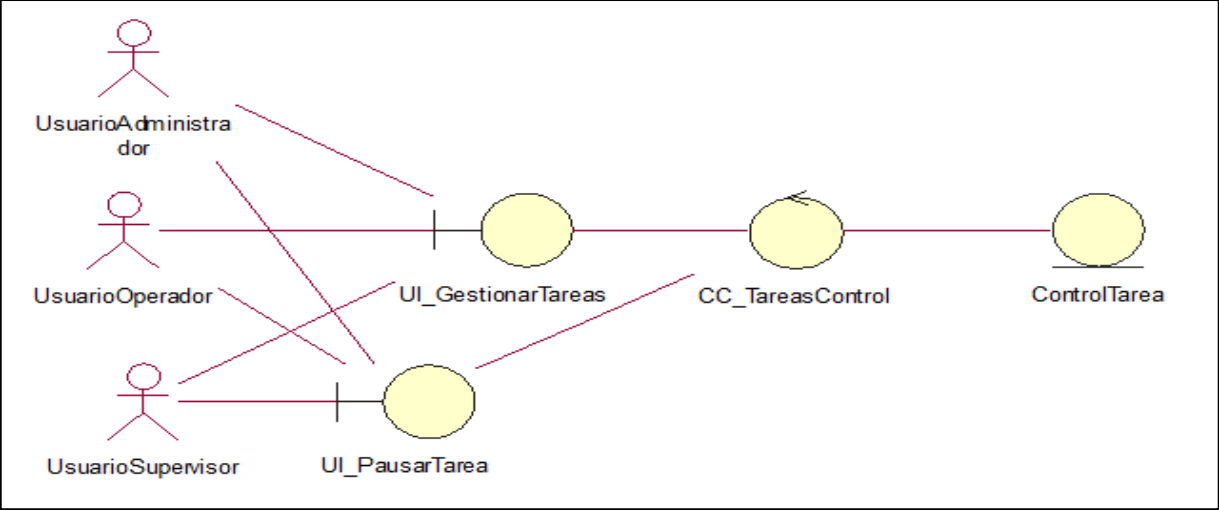 UsuarioAdministra
dor
UsuarioOperador
UI_GestionarTareas
CC_TareasControl
ControlTarea
UsuarioSupervisor
UI_PausarTarea